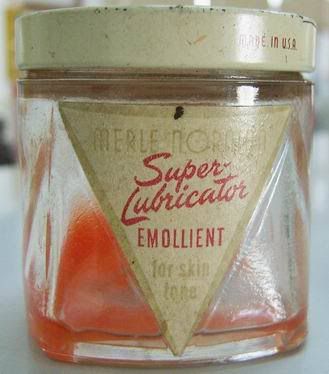 MADE IN U.S.A.
MERLE NORMAN
Super-
Lubricator
EMOLLIENT
for skin
tone